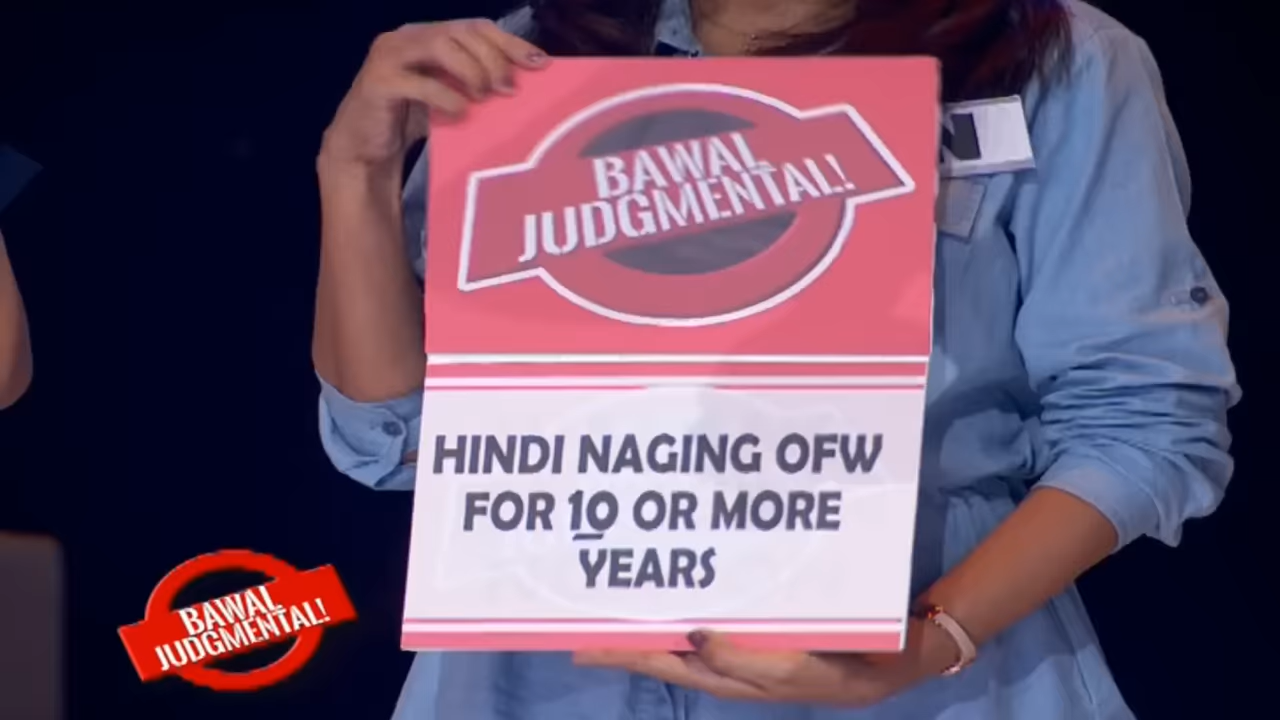 BAWAL
JUDGMENTAL!
HINDI NAGING OFW
FOR 10 OR MORE
YEARS
BAWAL
JUDGMENTAL!